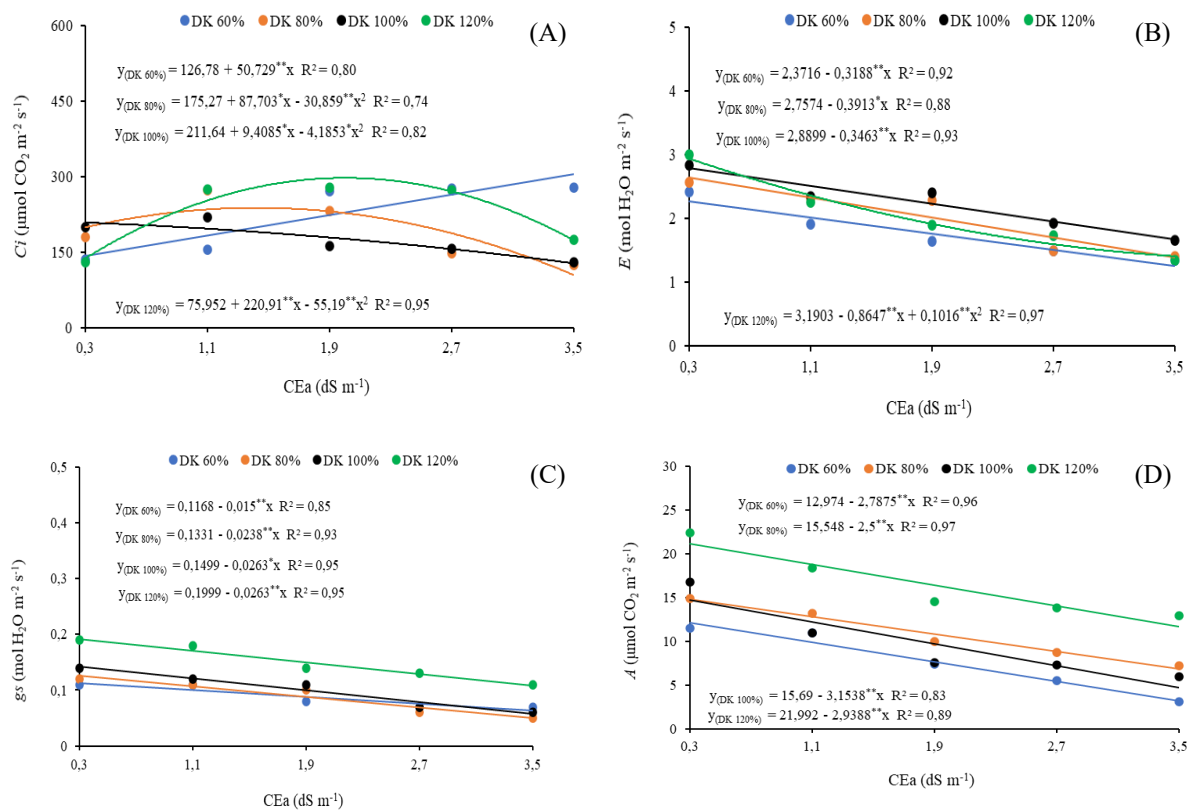 DK 60% DK 80% DK 100% DK 120%
(A)
600
450
300
150
0
Ci (µmol CO₂ m⁻² s⁻¹)
y(DK 60%) = 126,78 + 50,729**x R² = 0,80
y(DK 80%) = 175,27 + 87,703*x - 30,859**x² R² = 0,74
y(DK 100%) = 211,64 + 9,4085*x - 4,1853*x² R² = 0,82
y(DK 120%) = 75,952 + 220,91**x - 55,19**x² R² = 0,95
0,3 1,1 1,9 2,7 3,5
CEa (dS m⁻¹)
DK 60% DK 80% DK 100% DK 120%
(B)
5
4
3
2
1
0
E (mol H₂O m⁻² s⁻¹)
y(DK 60%) = 2,3716 - 0,3188**x R² = 0,92
y(DK 80%) = 2,7574 - 0,3913*x R² = 0,88
y(DK 100%) = 2,8899 - 0,3463**x R² = 0,93
y(DK 120%) = 3,1903 - 0,8647**x + 0,1016**x² R² = 0,97
0,3 1,1 1,9 2,7 3,5
CEa (dS m⁻¹)
DK 60% DK 80% DK 100% DK 120%
(C)
0,5
0,4
0,3
0,2
0,1
0
gs (mol H₂O m⁻² s⁻¹)
y(DK 60%) = 0,1168 - 0,015**x R² = 0,85
y(DK 80%) = 0,1331 - 0,0238**x R² = 0,93
y(DK 100%) = 0,1499 - 0,0263*x R² = 0,95
y(DK 120%) = 0,1999 - 0,0263**x R² = 0,95
0,3 1,1 1,9 2,7 3,5
CEa (dS m⁻¹)
DK 60% DK 80% DK 100% DK 120%
(D)
30
25
20
15
10
5
0
A (µmol CO₂ m⁻² s⁻¹)
y(DK 60%) = 12,974 - 2,7875**x R² = 0,96
y(DK 80%) = 15,548 - 2,5**x R² = 0,97
y(DK 100%) = 15,69 - 3,1538**x R² = 0,83
y(DK 120%) = 21,992 - 2,9388**x R² = 0,89
0,3 1,1 1,9 2,7 3,5
CEa (dS m⁻¹)